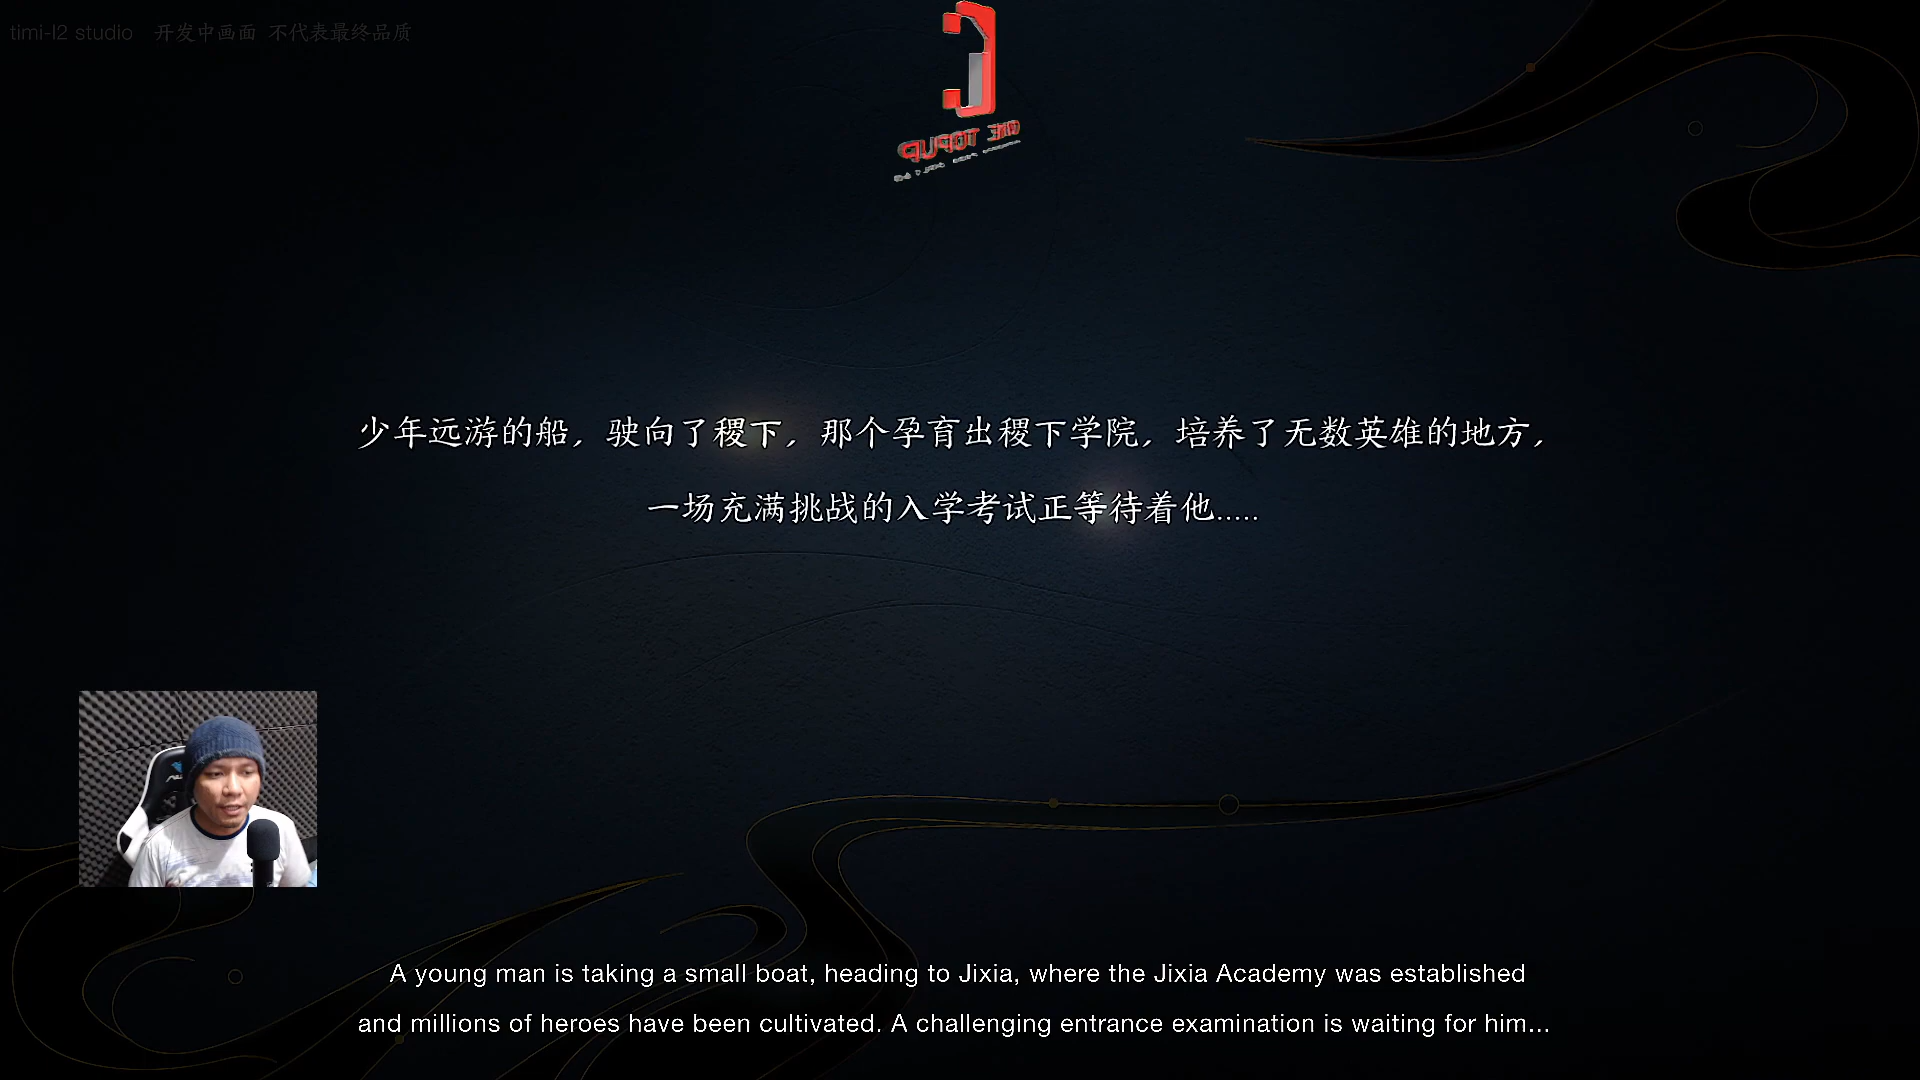 timi-l2 studio 开发中画面 不代表最终品质
ONE TOPUP
少年远游的船，驶向了稷下，那个孕育出稷下学院，培养了无数英雄的地方，
一场充满挑战的入学考试正等待着他.....
A young man is taking a small boat, heading to Jixia, where the Jixia Academy was established
and millions of heroes have been cultivated. A challenging entrance examination is waiting for him...